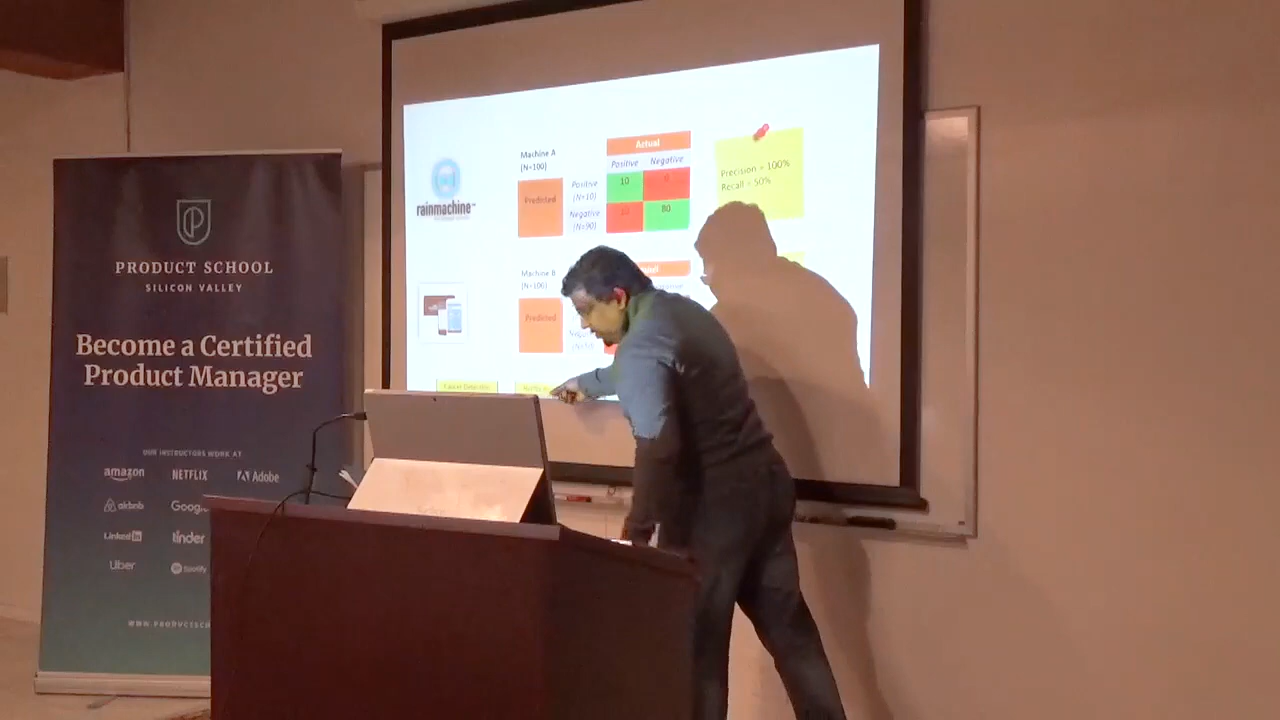 PRODUCT SCHOOL
SILICON VALLEY
Become a Certified
Product Manager
OUR INSTRUCTORS WORK AT
amazon
NETFLIX
Adobe
airbnb
Google
LinkedIn
tinder
Uber
Spotify
rainmachine
Machine A
(N=100)
Actual
Positive Negative
Predicted
Positive
(N=10)
10
Negative
(N=90)
80
Precision = 100%
Recall = 50%
Machine B
(N=100)
Predicted
Cancer Detection